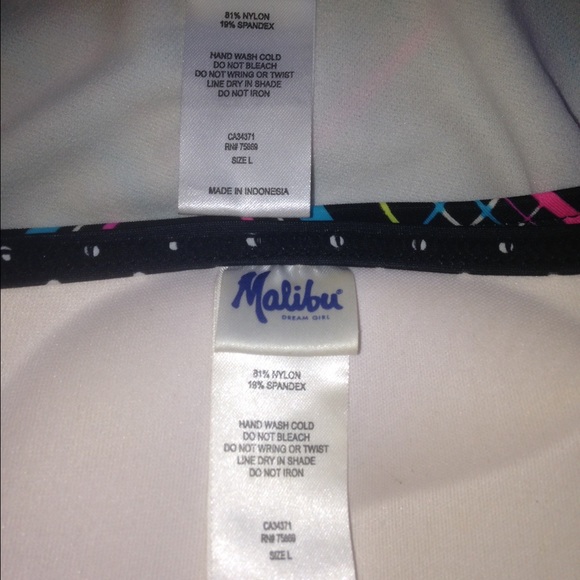 81% NYLON
19% SPANDEX
HAND WASH COLD
DO NOT BLEACH
DO NOT WRING OR TWIST
LINE DRY IN SHADE
DO NOT IRON
CA34371
RN# 75669
SIZE L
MADE IN INDONESIA
Malibu
DREAM GIRL
81% NYLON
19% SPANDEX
HAND WASH COLD
DO NOT BLEACH
DO NOT WRING OR TWIST
LINE DRY IN SHADE
DO NOT IRON
CA34371
RN# 75669
SIZE L